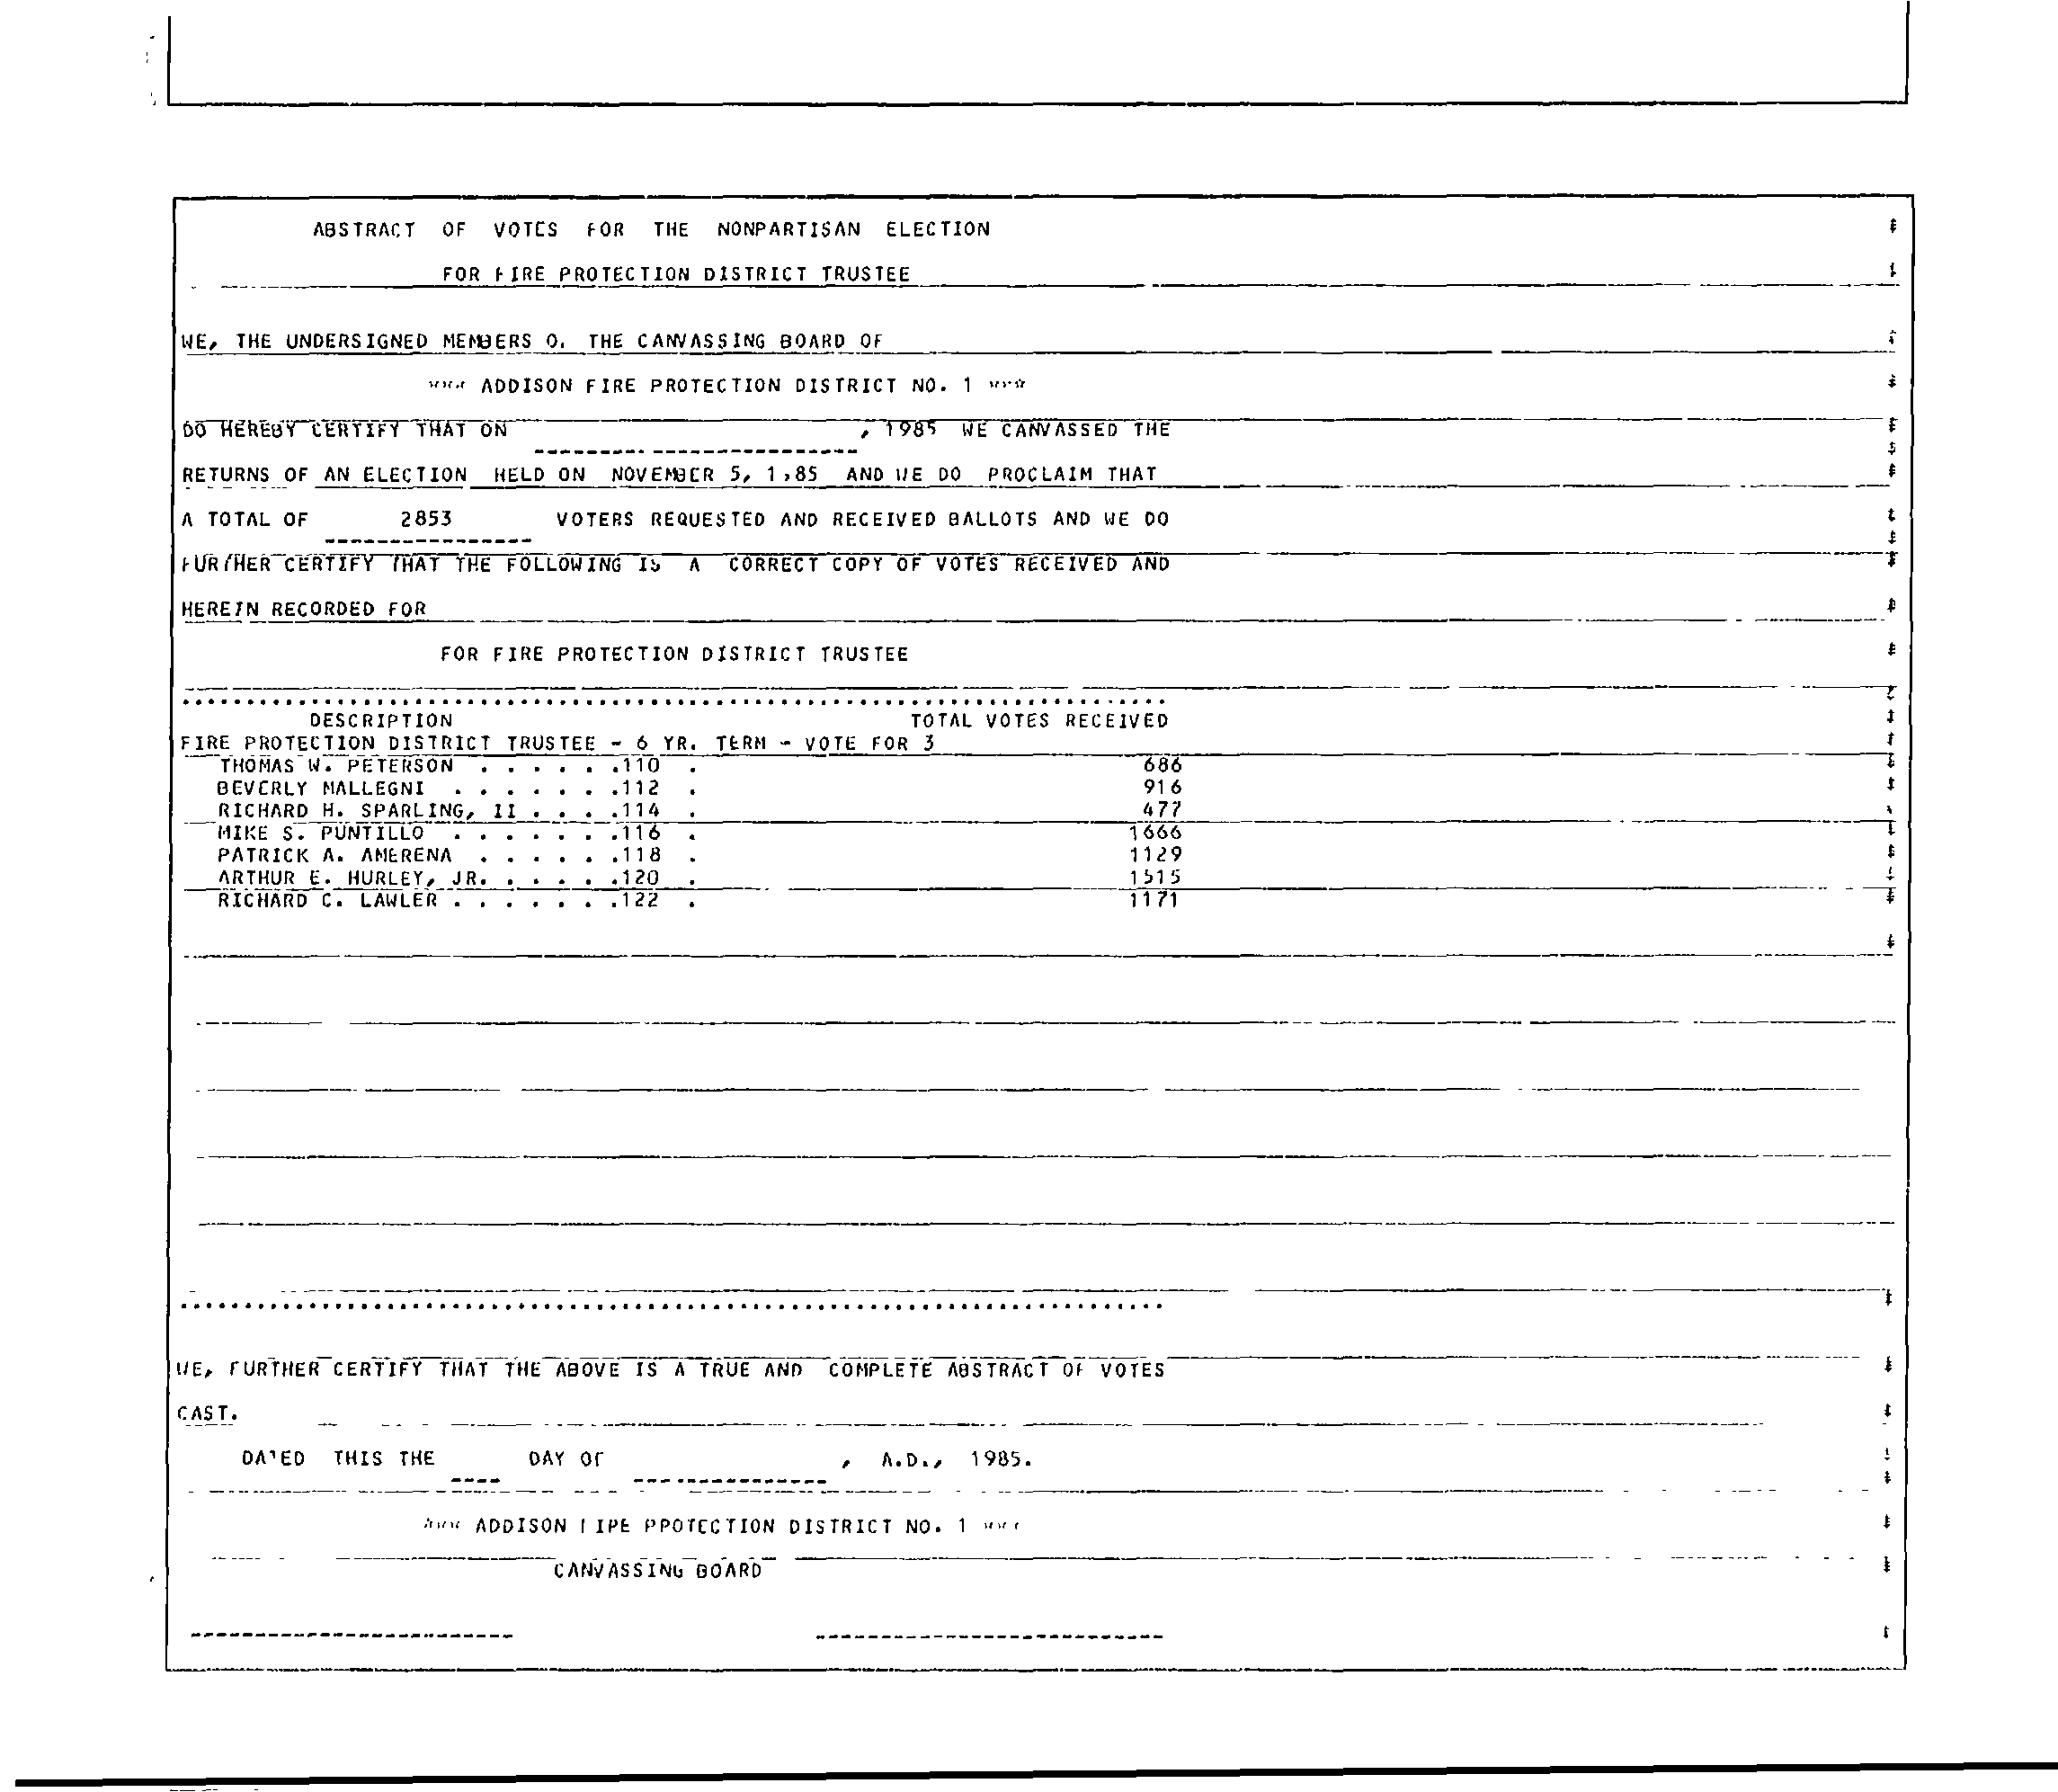 ABSTRACT OF VOTES FOR THE NONPARTISAN ELECTION
FOR FIRE PROTECTION DISTRICT TRUSTEE
WE, THE UNDERSIGNED MEMBERS O. THE CANVASSING BOARD OF
ADDISON FIRE PROTECTION DISTRICT NO. 1
DO HEREBY CERTIFY THAT ON , 1985 WE CANVASSED THE
RETURNS OF AN ELECTION HELD ON NOVEMBER 5, 1985 AND WE DO PROCLAIM THAT
A TOTAL OF 2853 VOTERS REQUESTED AND RECEIVED BALLOTS AND WE DO
FURTHER CERTIFY THAT THE FOLLOWING IS A CORRECT COPY OF VOTES RECEIVED AND
HEREIN RECORDED FOR
FOR FIRE PROTECTION DISTRICT TRUSTEE
DESCRIPTION TOTAL VOTES RECEIVED
FIRE PROTECTION DISTRICT TRUSTEE - 6 YR. TERM - VOTE FOR 3
THOMAS W. PETERSON . . . . . .110 . 686
BEVERLY MALLEGNI . . . . . . .112 . 916
RICHARD H. SPARLING, II . . . .114 . 477
MIKE S. PUNTILLO . . . . . . .116 . 1666
PATRICK A. AMERENA . . . . . .118 . 1129
ARTHUR E. HURLEY, JR. . . . . .120 . 1515
RICHARD C. LAWLER . . . . . . .122 . 1171
WE, FURTHER CERTIFY THAT THE ABOVE IS A TRUE AND COMPLETE ABSTRACT OF VOTES
CAST.
DATED THIS THE DAY OF , A.D., 1985.
ADDISON FIRE PROTECTION DISTRICT NO. 1
CANVASSING BOARD